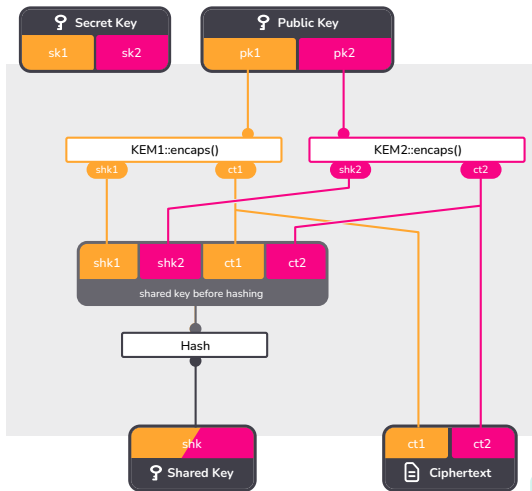 Secret Key
sk1 sk2
Public Key
pk1 pk2
KEM1::encaps()
shk1 ct1
KEM2::encaps()
shk2 ct2
shk1 shk2 ct1 ct2
shared key before hashing
Hash
shk
Shared Key
ct1 ct2
Ciphertext